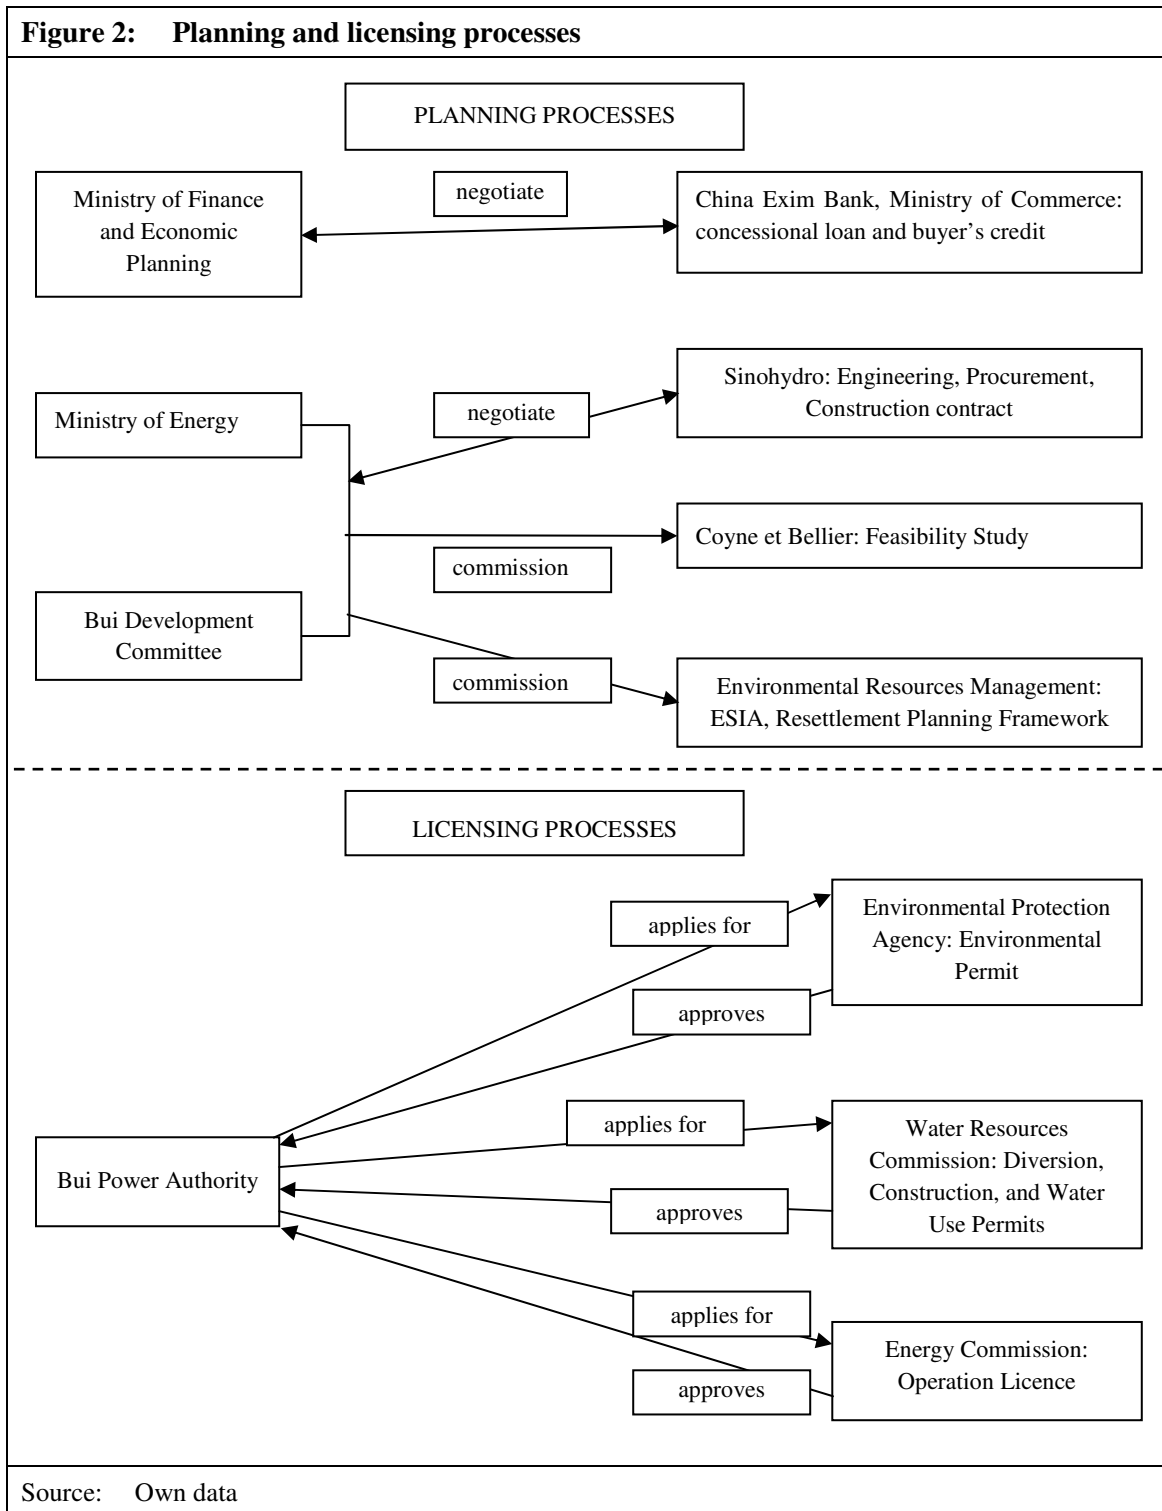 Figure 2: Planning and licensing processes
PLANNING PROCESSES
Ministry of Finance
and Economic
Planning
negotiate
China Exim Bank, Ministry of Commerce:
concessional loan and buyer's credit
Ministry of Energy
negotiate
Sinohydro: Engineering, Procurement,
Construction contract
Coyne et Bellier: Feasibility Study
commission
Bui Development
Committee
commission
Environmental Resources Management:
ESIA, Resettlement Planning Framework
LICENSING PROCESSES
applies for
Environmental Protection
Agency: Environmental
Permit
approves
Bui Power Authority
applies for
Water Resources
Commission: Diversion,
Construction, and Water
Use Permits
approves
applies for
Energy Commission:
Operation Licence
approves
Source: Own data